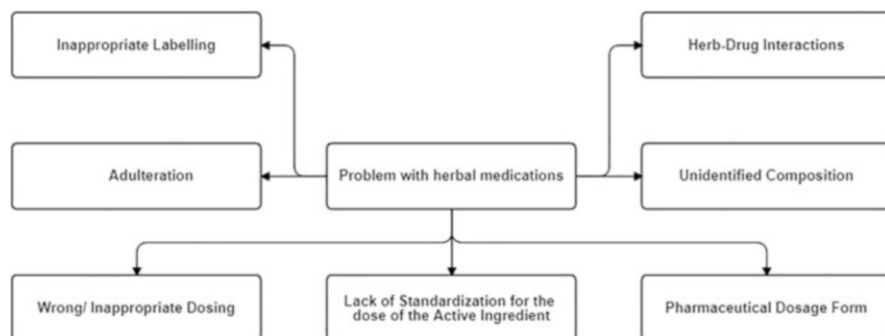 Inappropriate Labelling
Herb-Drug Interactions
Adulteration
Problem with herbal medications
Unidentified Composition
Wrong/ Inappropriate Dosing
Lack of Standardization for the
dose of the Active Ingredient
Pharmaceutical Dosage Form